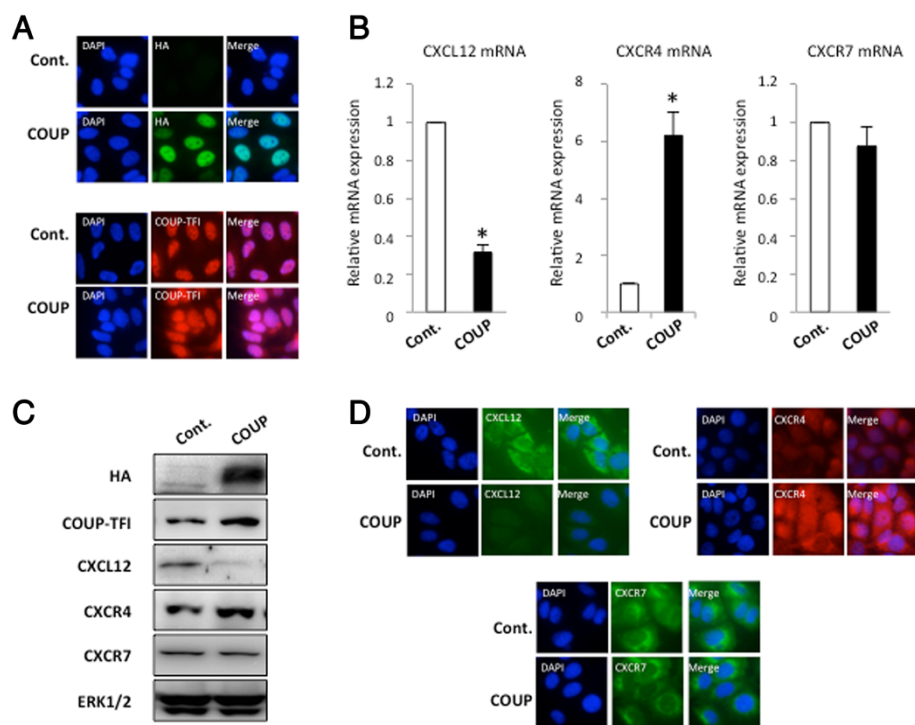 A
DAPI HA Merge
Cont.
COUP
DAPI HA Merge
DAPI COUP-TFI Merge
Cont.
COUP
DAPI COUP-TFI Merge
B
CXCL12 mRNA
Relative mRNA expression
1.2
1
0.8
0.6
0.4
0.2
0
*
Cont. COUP
CXCR4 mRNA
Relative mRNA expression
8
6
4
2
0
*
Cont. COUP
CXCR7 mRNA
Relative mRNA expression
1.2
1
0.8
0.6
0.4
0.2
0
Cont. COUP
C
Cont. COUP
HA
COUP-TFI
CXCL12
CXCR4
CXCR7
ERK1/2
D
DAPI CXCL12 Merge
Cont.
DAPI CXCL12 Merge
COUP
DAPI CXCR4 Merge
Cont.
DAPI CXCR4 Merge
COUP
DAPI CXCR7 Merge
Cont.
DAPI CXCR7 Merge
COUP